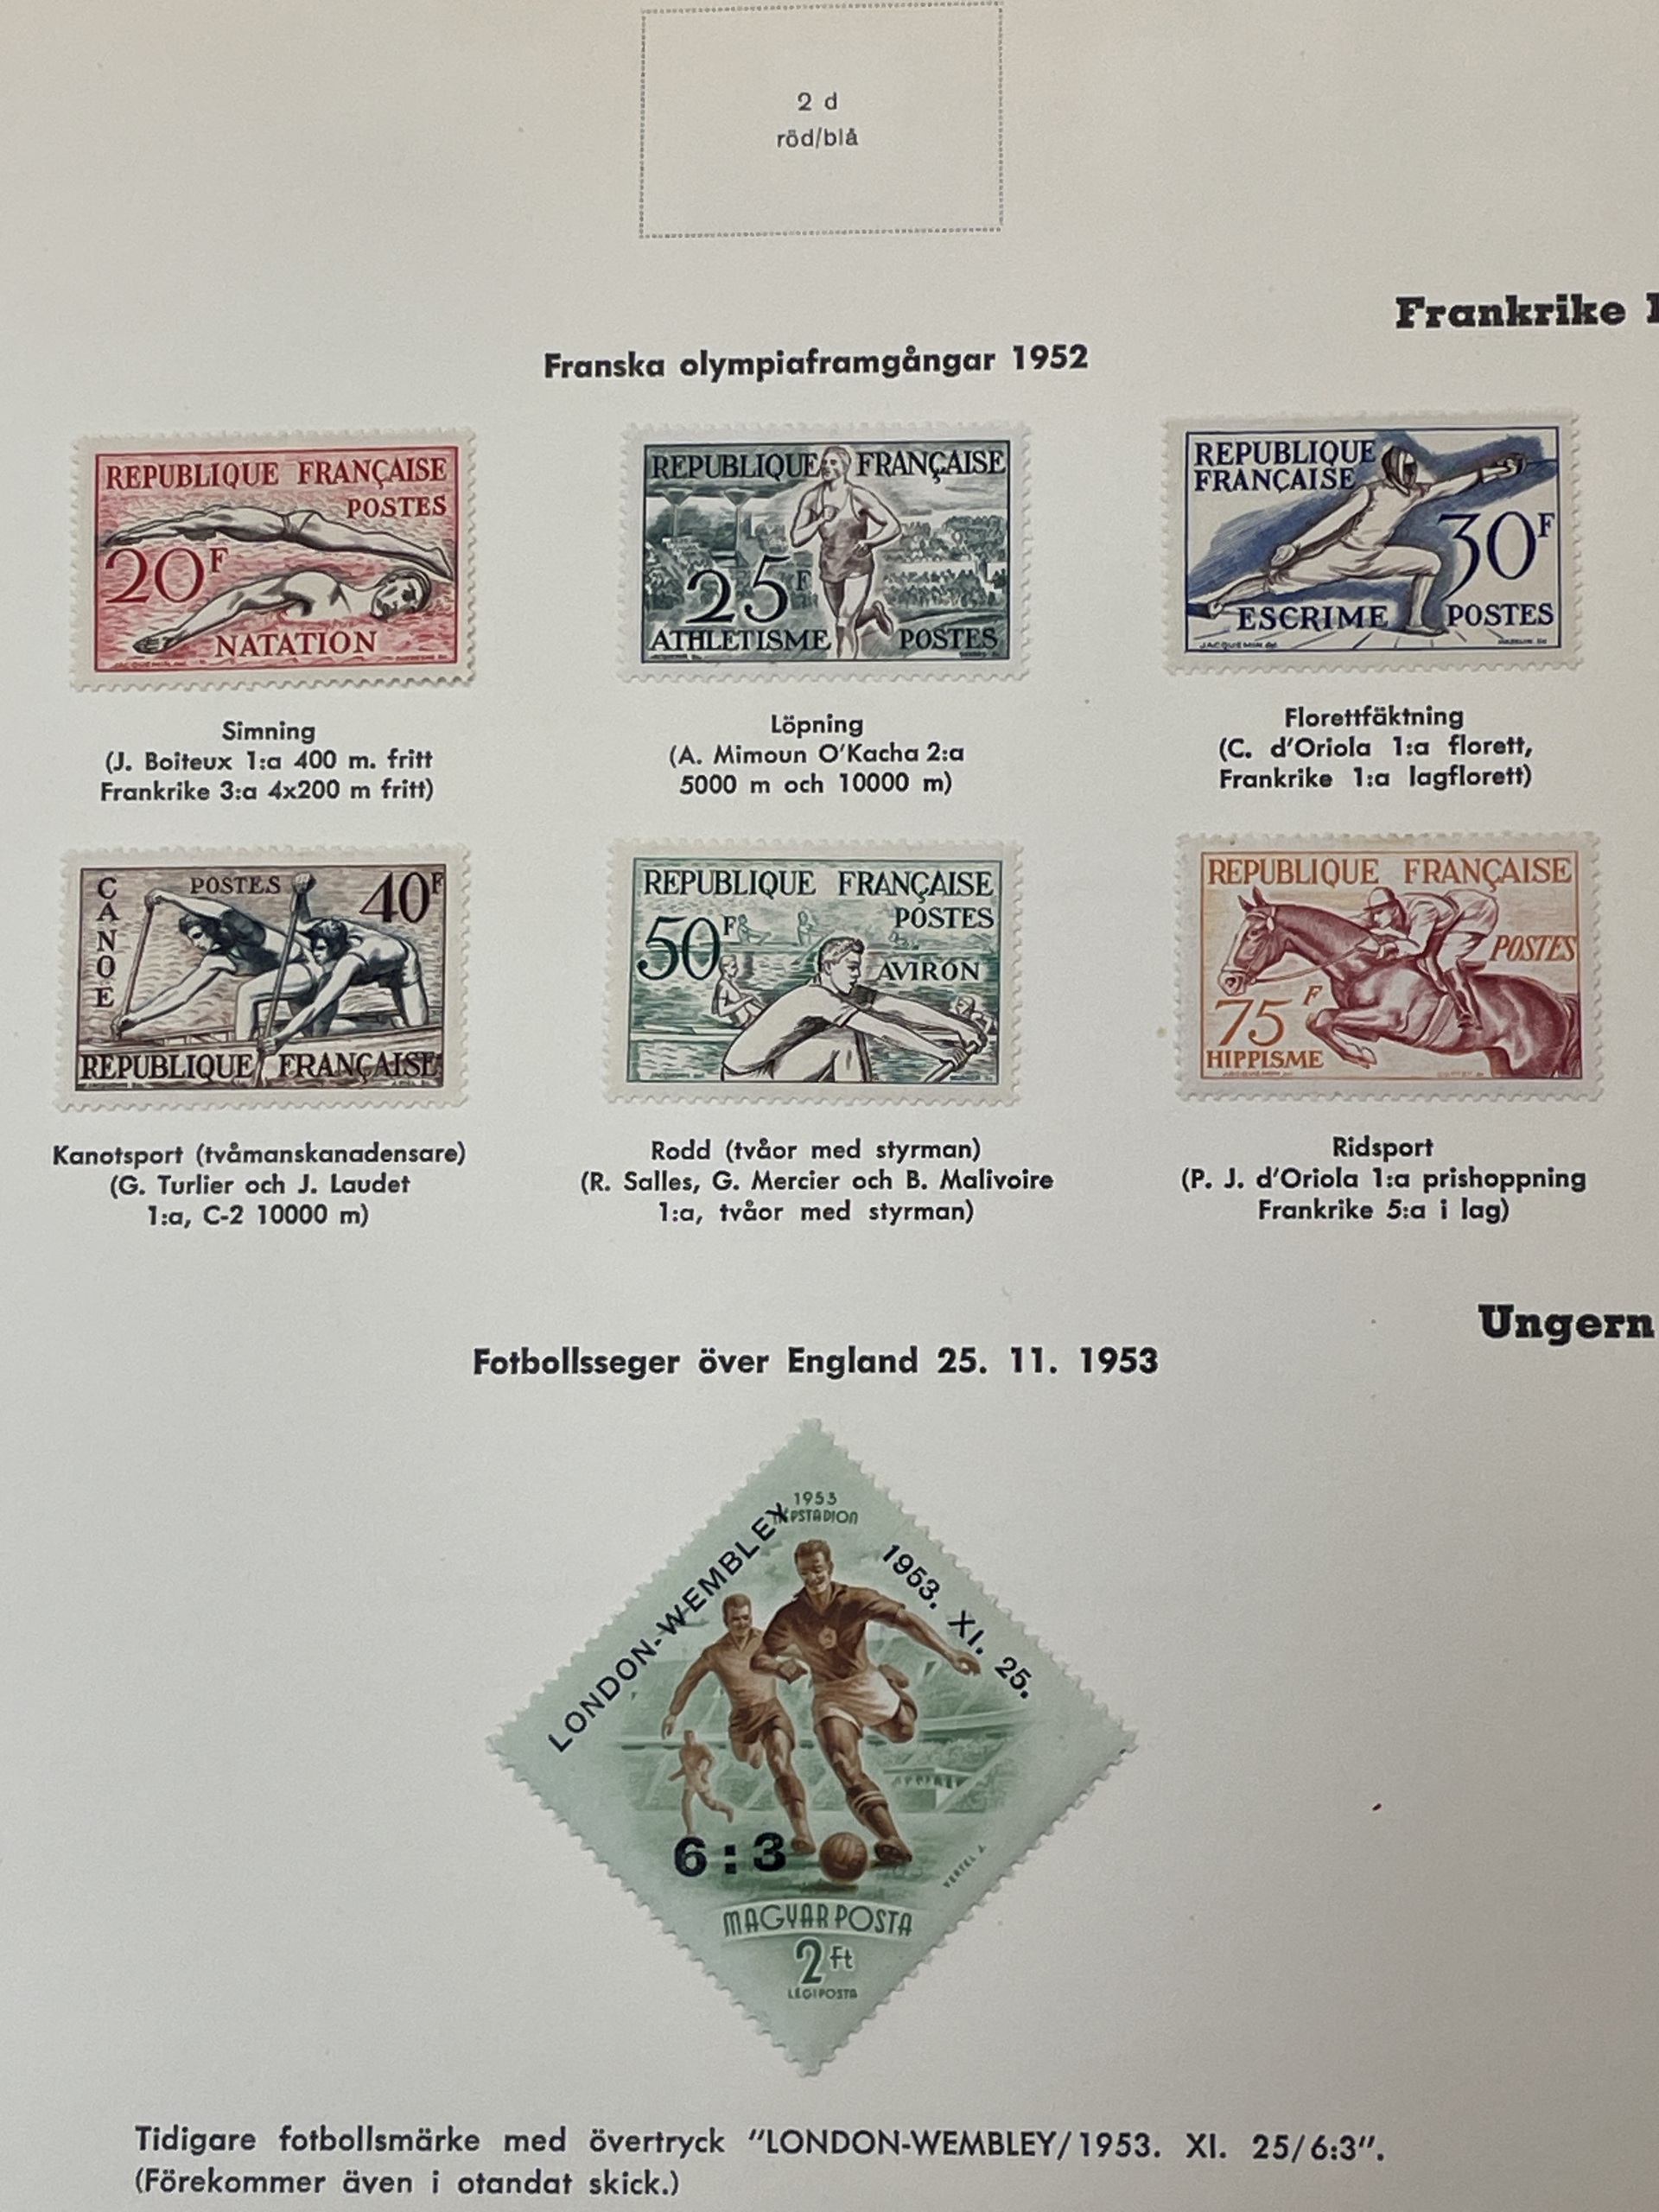 2 d
röd/blå
Frankrike
Franska olympiaframgångar 1952
REPUBLIQUE FRANÇAISE
POSTES
20F
NATATION
REPUBLIQUE FRANÇAISE
25F
ATHLETISME POSTES
REPUBLIQUE
FRANÇAISE
30F
ESCRIME POSTES
JACQUEMIN
Simning
(J. Boiteux 1:a 400 m. fritt
Frankrike 3:a 4x200 m fritt)
Löpning
(A. Mimoun O'Kacha 2:a
5000 m och 10000 m)
Florettfäktning
(C. d'Oriola 1:a florett,
Frankrike 1:a lagflorett)
CANOE
POSTES 40F
REPUBLIQUE FRANÇAISE
REPUBLIQUE FRANÇAISE
POSTES
50F
AVIRON
REPUBLIQUE FRANÇAISE
POSTES
75F
HIPPISME
Kanotsport (tvåmanskanadensare)
(G. Turlier och J. Laudet
1:a, C-2 10000 m)
Rodd (tvåor med styrman)
(R. Salles, G. Mercier och B. Malivoire
1:a, tvåor med styrman)
Ridsport
(P. J. d'Oriola 1:a prishoppning
Frankrike 5:a i lag)
Ungern
Fotbollsseger över England 25. 11. 1953
1953
LONDON-WEMBLEY
1953. XI. 25.
6:3
VERTEL J.
MAGYAR POSTA
2 Ft
LÉGIPOSTA
Tidigare fotbollsmärke med övertryck "LONDON-WEMBLEY/1953. XI. 25/6:3".
(Förekommer även i otandat skick.)